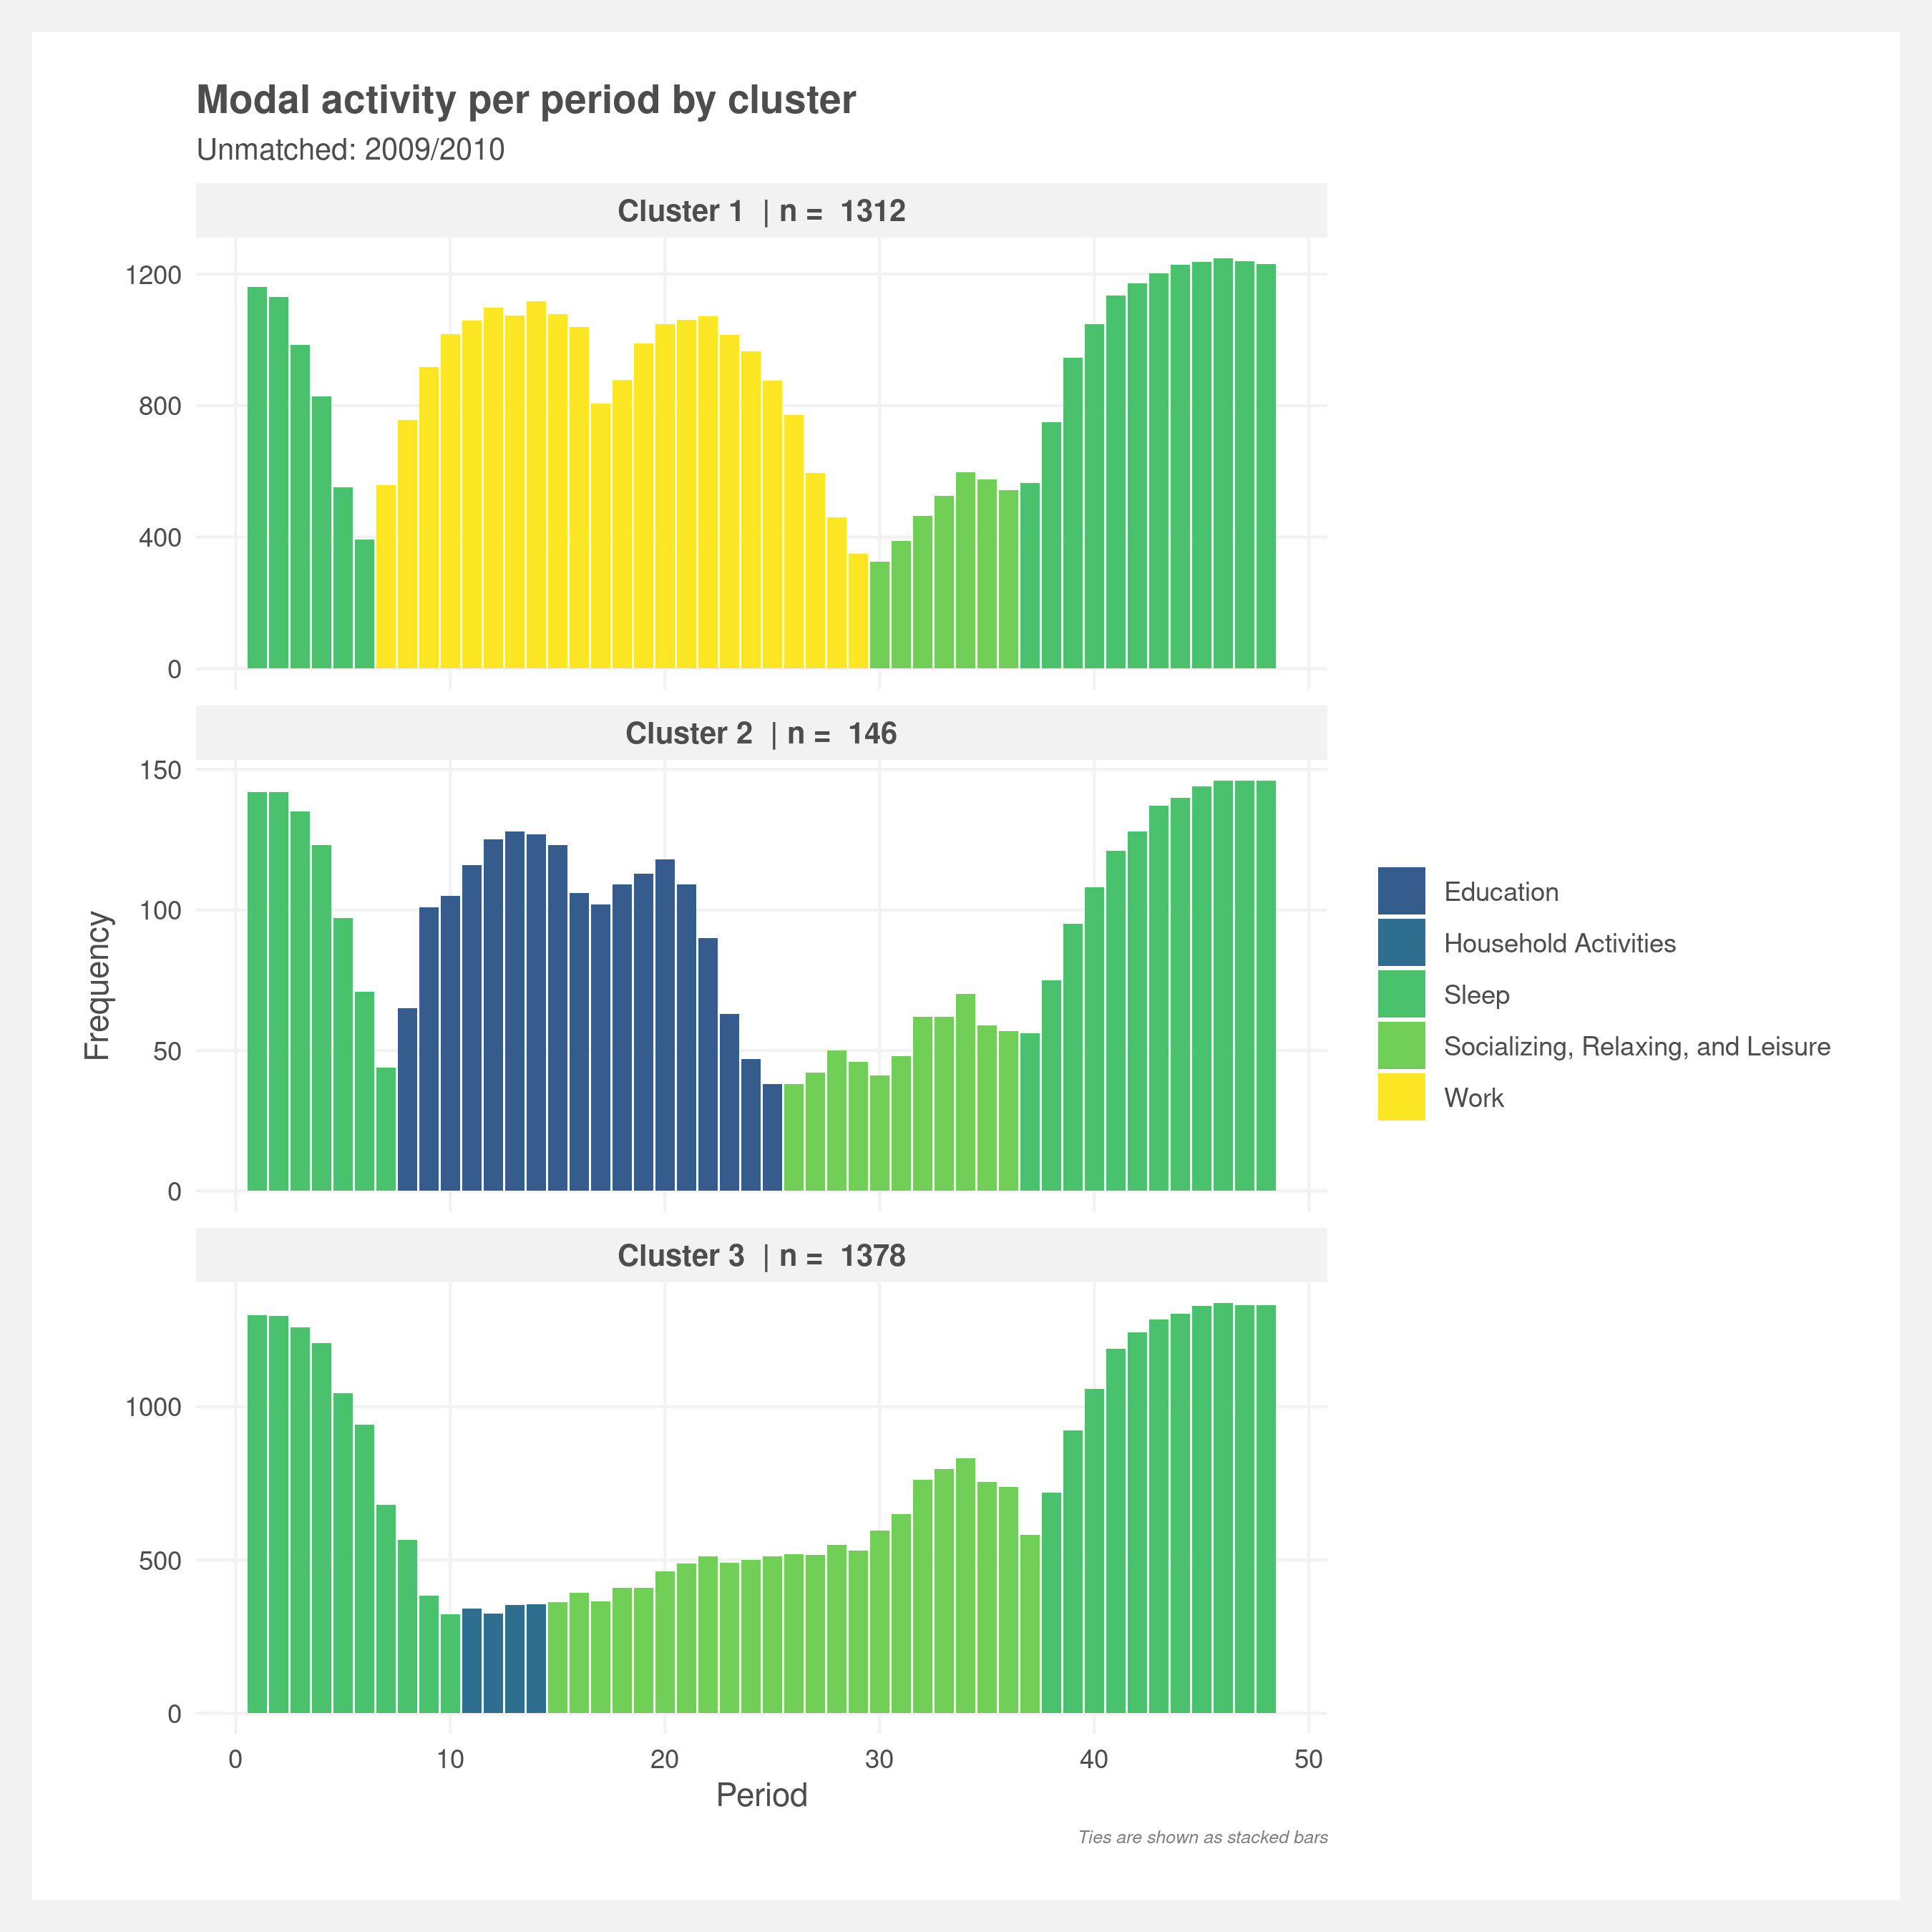 Modal activity per period by cluster
Unmatched: 2009/2010
Cluster 1 | n = 1312
1200
800
400
0
Cluster 2 | n = 146
150
100
50
0
Cluster 3 | n = 1378
1000
500
0
0 10 20 30 40 50
Period
Frequency
Education
Household Activities
Sleep
Socializing, Relaxing, and Leisure
Work
Ties are shown as stacked bars